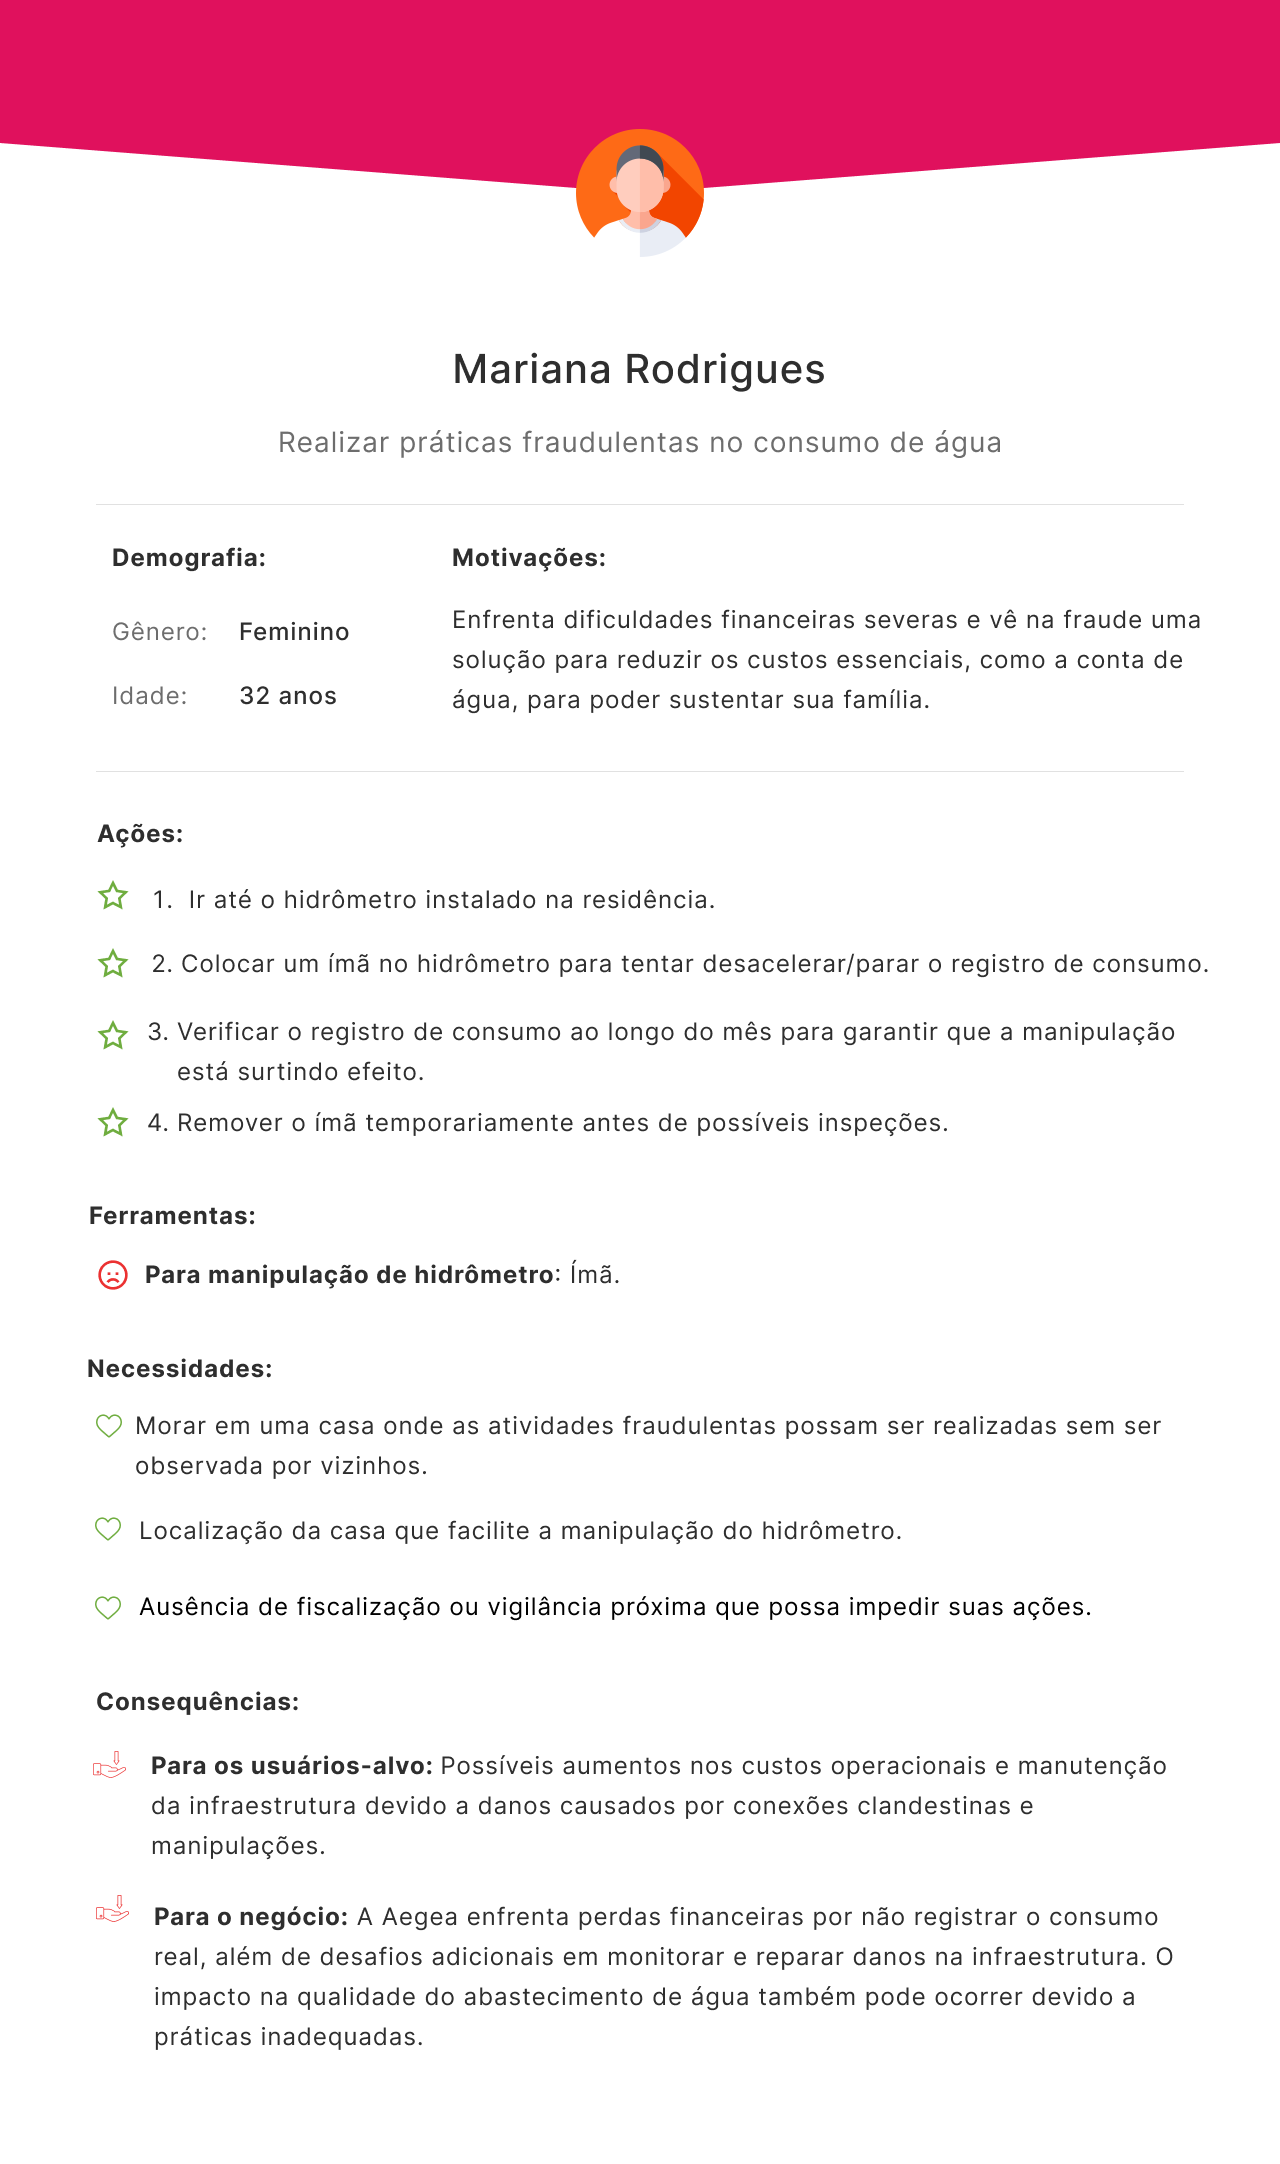 Mariana Rodrigues
Realizar práticas fraudulentas no consumo de água
Demografia:
Gênero: Feminino
Idade: 32 anos
Motivações:
Enfrenta dificuldades financeiras severas e vê na fraude uma
solução para reduzir os custos essenciais, como a conta de
água, para poder sustentar sua família.
Ações:
1. Ir até o hidrômetro instalado na residência.
2. Colocar um ímã no hidrômetro para tentar desacelerar/parar o registro de consumo.
3. Verificar o registro de consumo ao longo do mês para garantir que a manipulação
está surtindo efeito.
4. Remover o ímã temporariamente antes de possíveis inspeções.
Ferramentas:
Para manipulação de hidrômetro: Ímã.
Necessidades:
Morar em uma casa onde as atividades fraudulentas possam ser realizadas sem ser
observada por vizinhos.
Localização da casa que facilite a manipulação do hidrômetro.
Ausência de fiscalização ou vigilância próxima que possa impedir suas ações.
Consequências:
Para os usuários-alvo: Possíveis aumentos nos custos operacionais e manutenção
da infraestrutura devido a danos causados por conexões clandestinas e
manipulações.
Para o negócio: A Aegea enfrenta perdas financeiras por não registrar o consumo
real, além de desafios adicionais em monitorar e reparar danos na infraestrutura. O
impacto na qualidade do abastecimento de água também pode ocorrer devido a
práticas inadequadas.